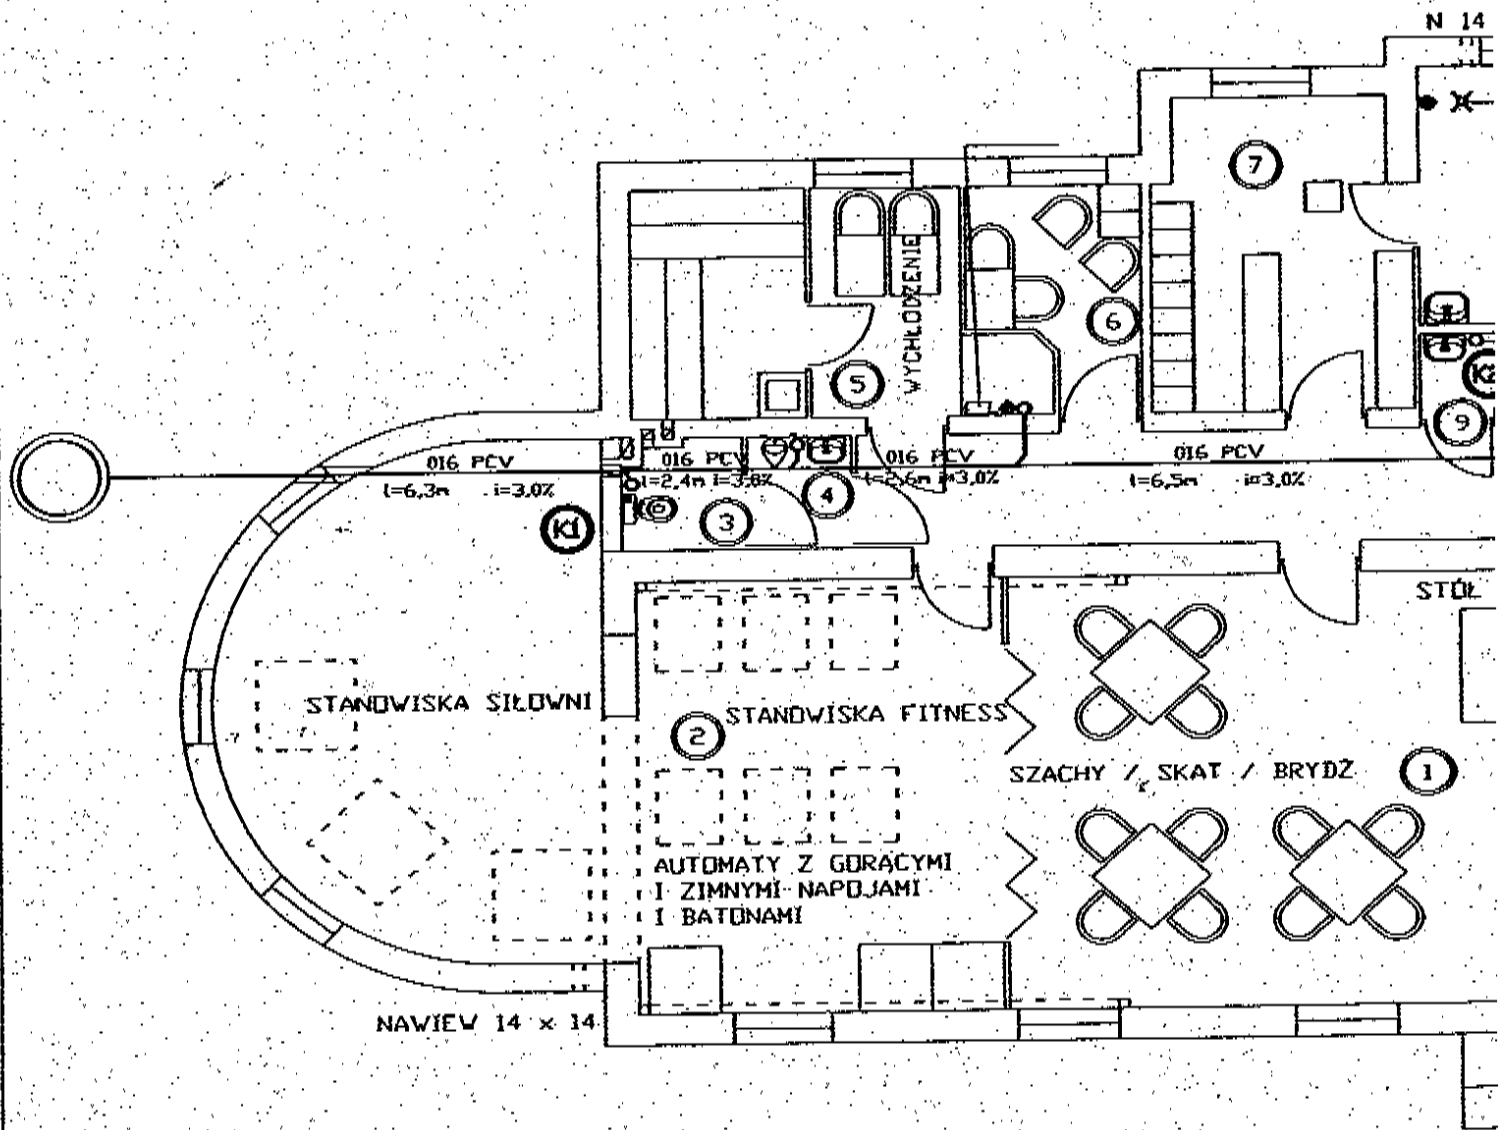 N 14
7
WYCHŁODZENIE
6
5
K2
9
016 PCV
l=6,3m i=3,0%
016 PCV
l=2,4m i=3,0%
016 PCV
l=2,6m i=3,0%
016 PCV
l=6,5m i=3,0%
4
3
K1
STÓŁ
STANOWISKA SIŁOWNI
STANOWISKA FITNESS
2
SZACHY / SKAT / BRYDŻ
1
AUTOMATY Z GORĄCYMI
I ZIMNYMI NAPOJAMI
I BATONAMI
NAWIEW 14 x 14